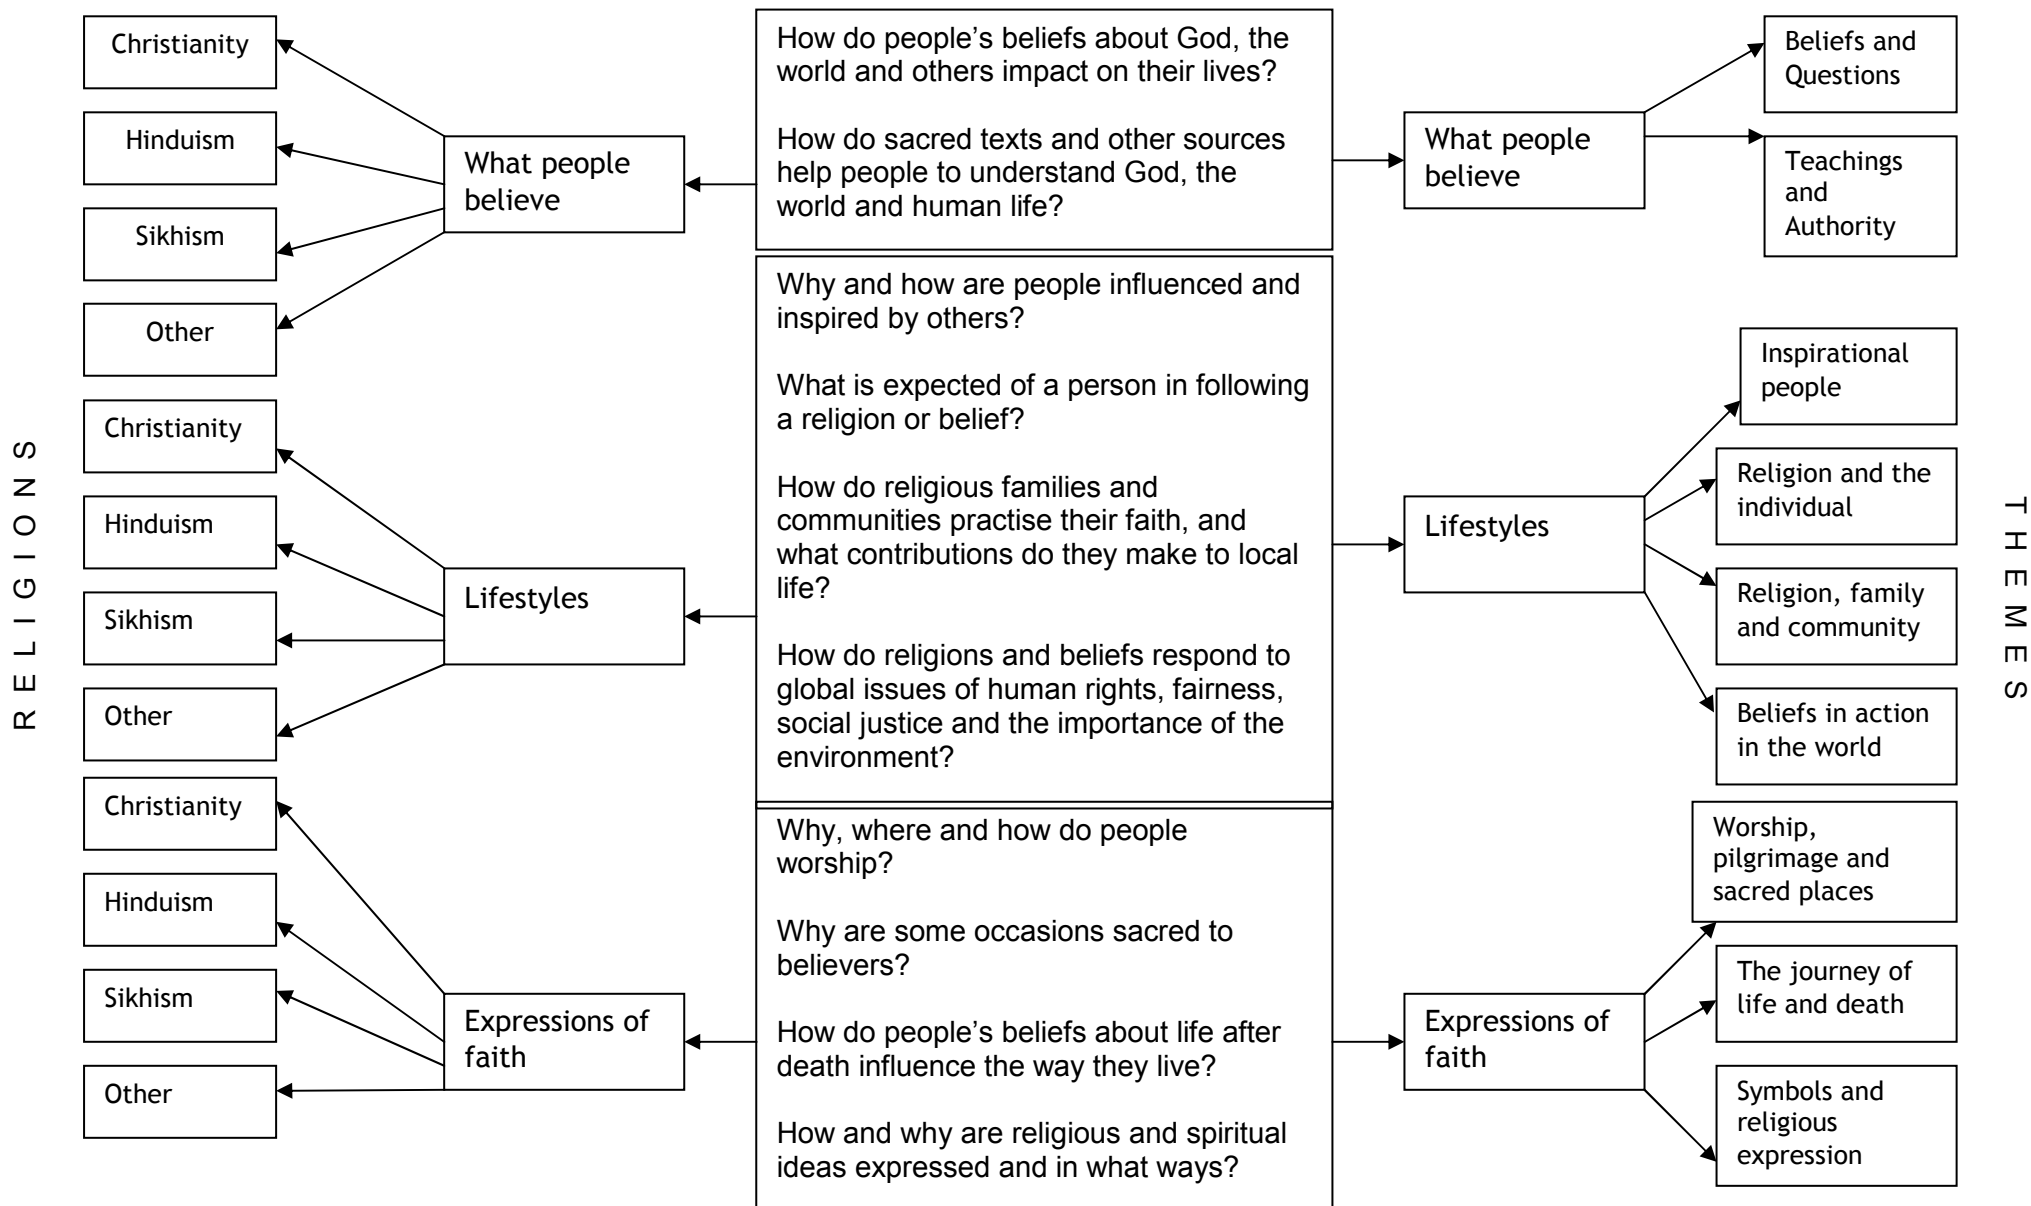 RELIGIONS
Christianity
Hinduism
Sikhism
Other
What people
believe
How do people’s beliefs about God, the
world and others impact on their lives?
How do sacred texts and other sources
help people to understand God, the
world and human life?
What people
believe
Beliefs and
Questions
Teachings
and
Authority
Christianity
Hinduism
Sikhism
Other
Lifestyles
Why and how are people influenced and
inspired by others?
What is expected of a person in following
a religion or belief?
How do religious families and
communities practise their faith, and
what contributions do they make to local
life?
How do religions and beliefs respond to
global issues of human rights, fairness,
social justice and the importance of the
environment?
Lifestyles
Inspirational
people
Religion and the
individual
Religion, family
and community
Beliefs in action
in the world
Christianity
Hinduism
Sikhism
Other
Expressions of
faith
Why, where and how do people
worship?
Why are some occasions sacred to
believers?
How do people’s beliefs about life after
death influence the way they live?
How and why are religious and spiritual
ideas expressed and in what ways?
Expressions of
faith
Worship,
pilgrimage and
sacred places
The journey of
life and death
Symbols and
religious
expression
THEMES